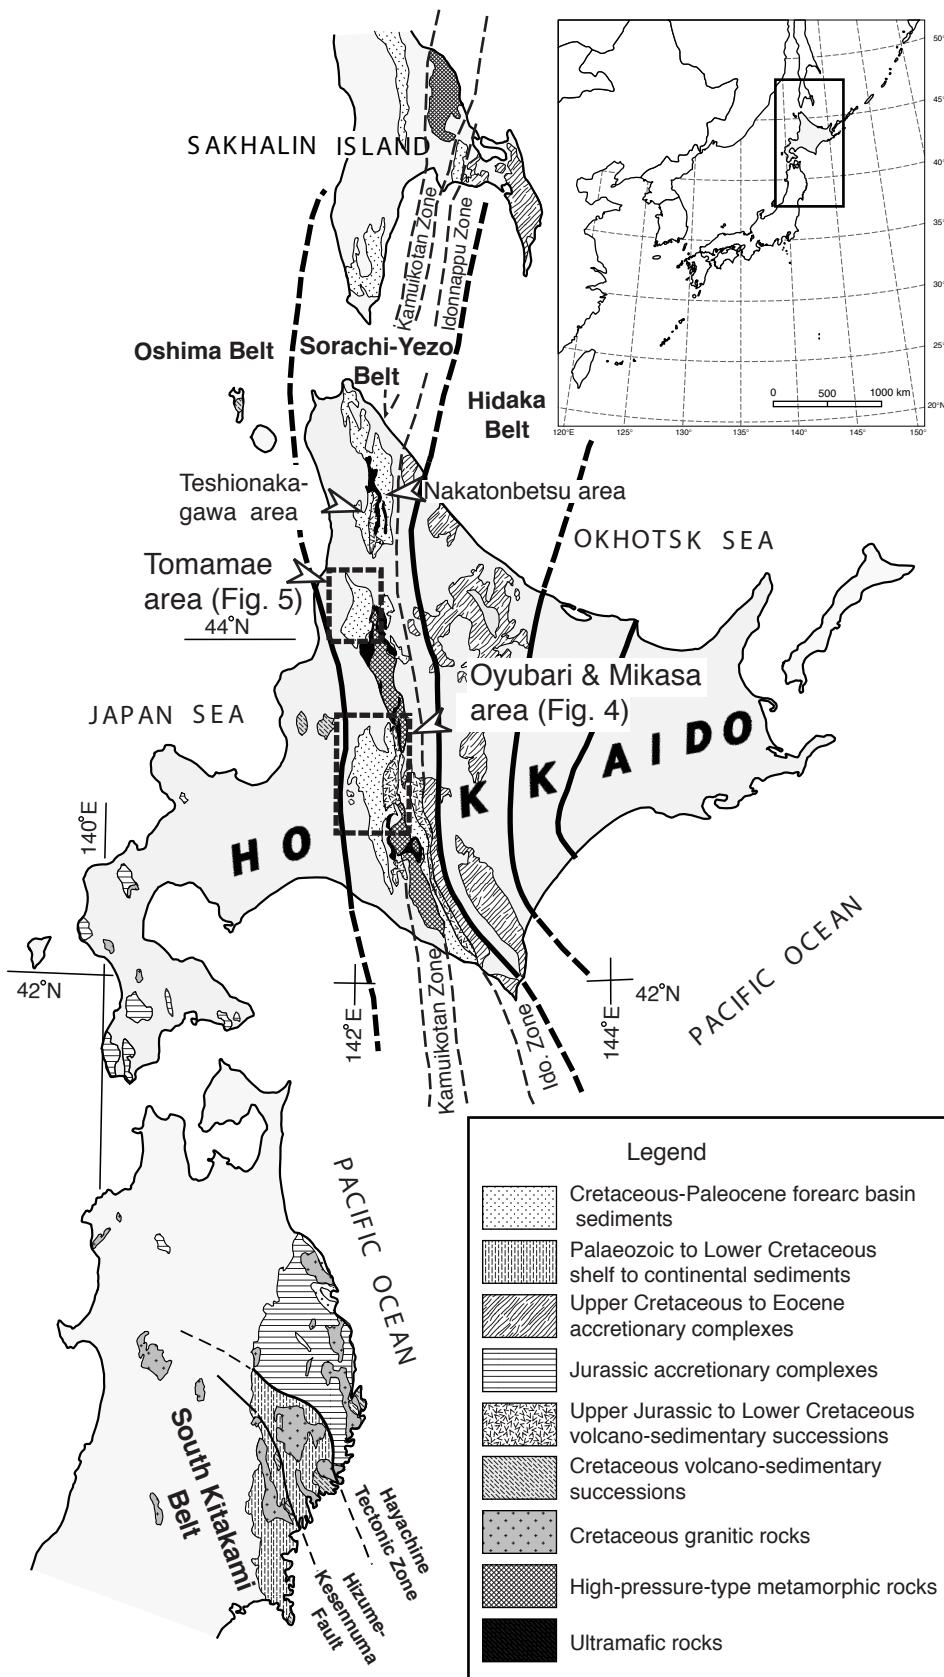 SAKHALIN ISLAND
Kamuikotan Zone
Idonnappu Zone
Oshima Belt
Sorachi-Yezo
Belt
Hidaka
Belt
50°
45°
40°
35°
30°
25°
20°N
0 500 1000 km
120°E 125° 130° 135° 140° 145° 150°
Teshionaka-
gawa area
Nakatonbetsu area
OKHOTSK SEA
Tomamae
area (Fig. 5)
44°N
Oyubari & Mikasa
area (Fig. 4)
JAPAN SEA
HOKKAIDO
140°E
42°N
142°E
Kamuikotan Zone
Ido. Zone
144°E
42°N
PACIFIC OCEAN
PACIFIC OCEAN
South Kitakami
Belt
Hayachine
Tectonic Zone
Hizume-
Kesennuma
Fault
Legend
Cretaceous-Paleocene forearc basin
sediments
Palaeozoic to Lower Cretaceous
shelf to continental sediments
Upper Cretaceous to Eocene
accretionary complexes
Jurassic accretionary complexes
Upper Jurassic to Lower Cretaceous
volcano-sedimentary successions
Cretaceous volcano-sedimentary
successions
Cretaceous granitic rocks
High-pressure-type metamorphic rocks
Ultramafic rocks